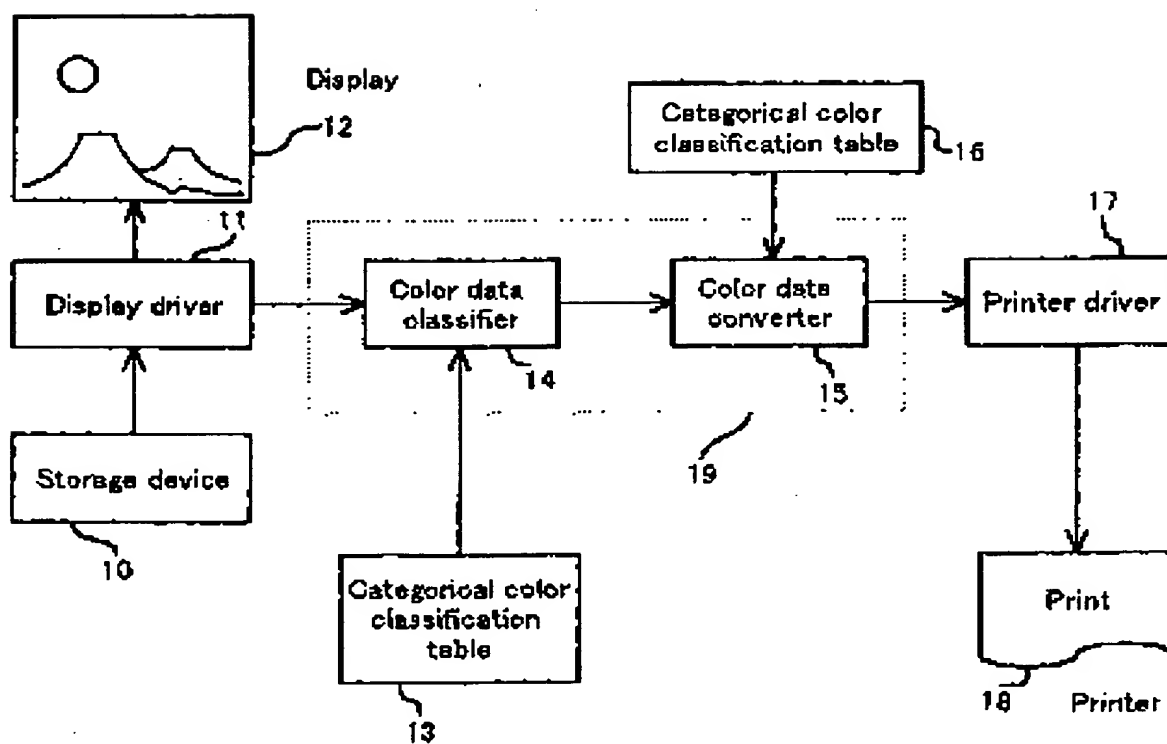 Display
12
Categorical color
classification table
16
11
17
Display driver
Color data
classifier
Color data
converter
Printer driver
14
15
19
Storage device
10
Categorical color
classification
table
13
Print
18
Printer